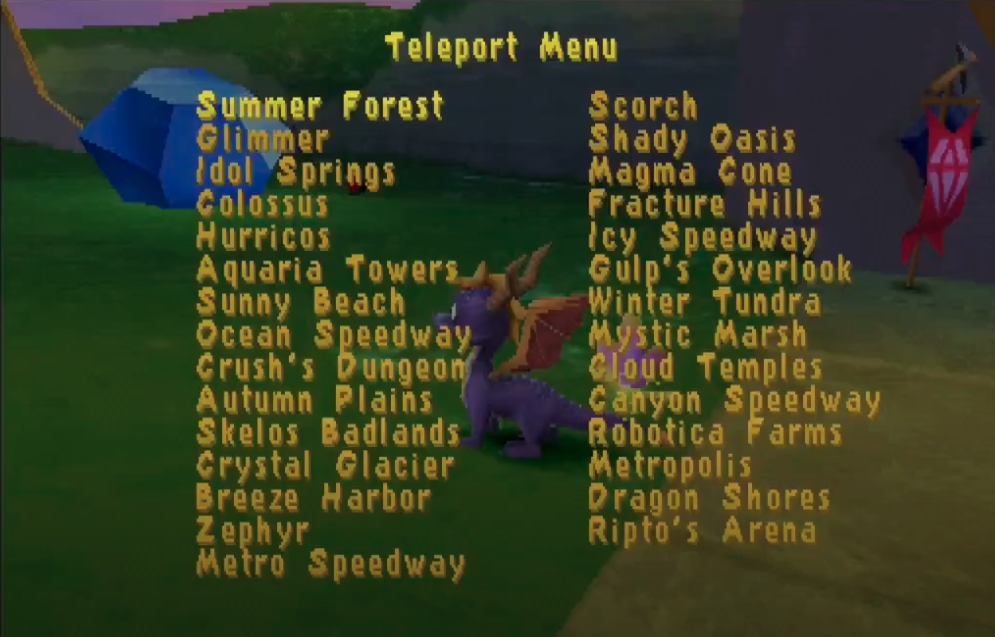 Teleport Menu
Summer Forest
Glimmer
Idol Springs
Colossus
Hurricos
Aquaria Towers
Sunny Beach
Ocean Speedway
Crush's Dungeon
Autumn Plains
Skelos Badlands
Crystal Glacier
Breeze Harbor
Zephyr
Metro Speedway
Scorch
Shady Oasis
Magma Cone
Fracture Hills
Icy Speedway
Gulp's Overlook
Winter Tundra
Mystic Marsh
Cloud Temples
Canyon Speedway
Robotica Farms
Metropolis
Dragon Shores
Ripto's Arena